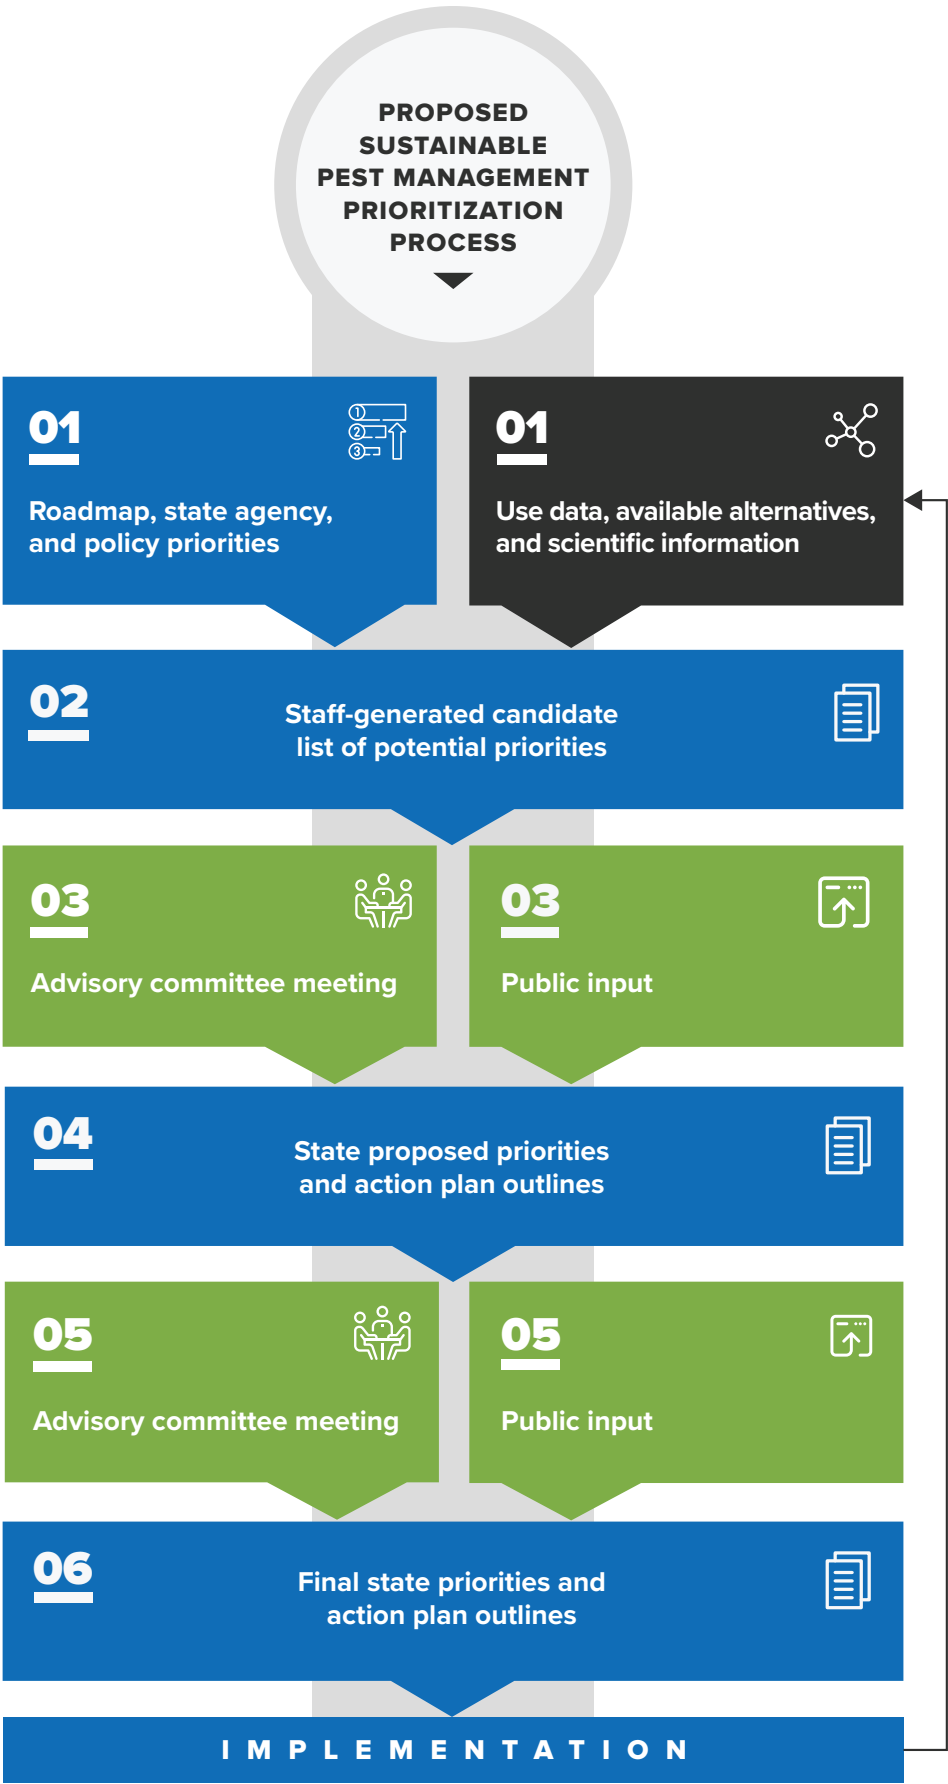 PROPOSED
SUSTAINABLE
PEST MANAGEMENT
PRIORITIZATION
PROCESS
01
1
2
3
Roadmap, state agency,
and policy priorities
01
Use data, available alternatives,
and scientific information
02
Staff-generated candidate
list of potential priorities
03
Advisory committee meeting
03
Public input
04
State proposed priorities
and action plan outlines
05
Advisory committee meeting
05
Public input
06
Final state priorities and
action plan outlines
IMPLEMENTATION